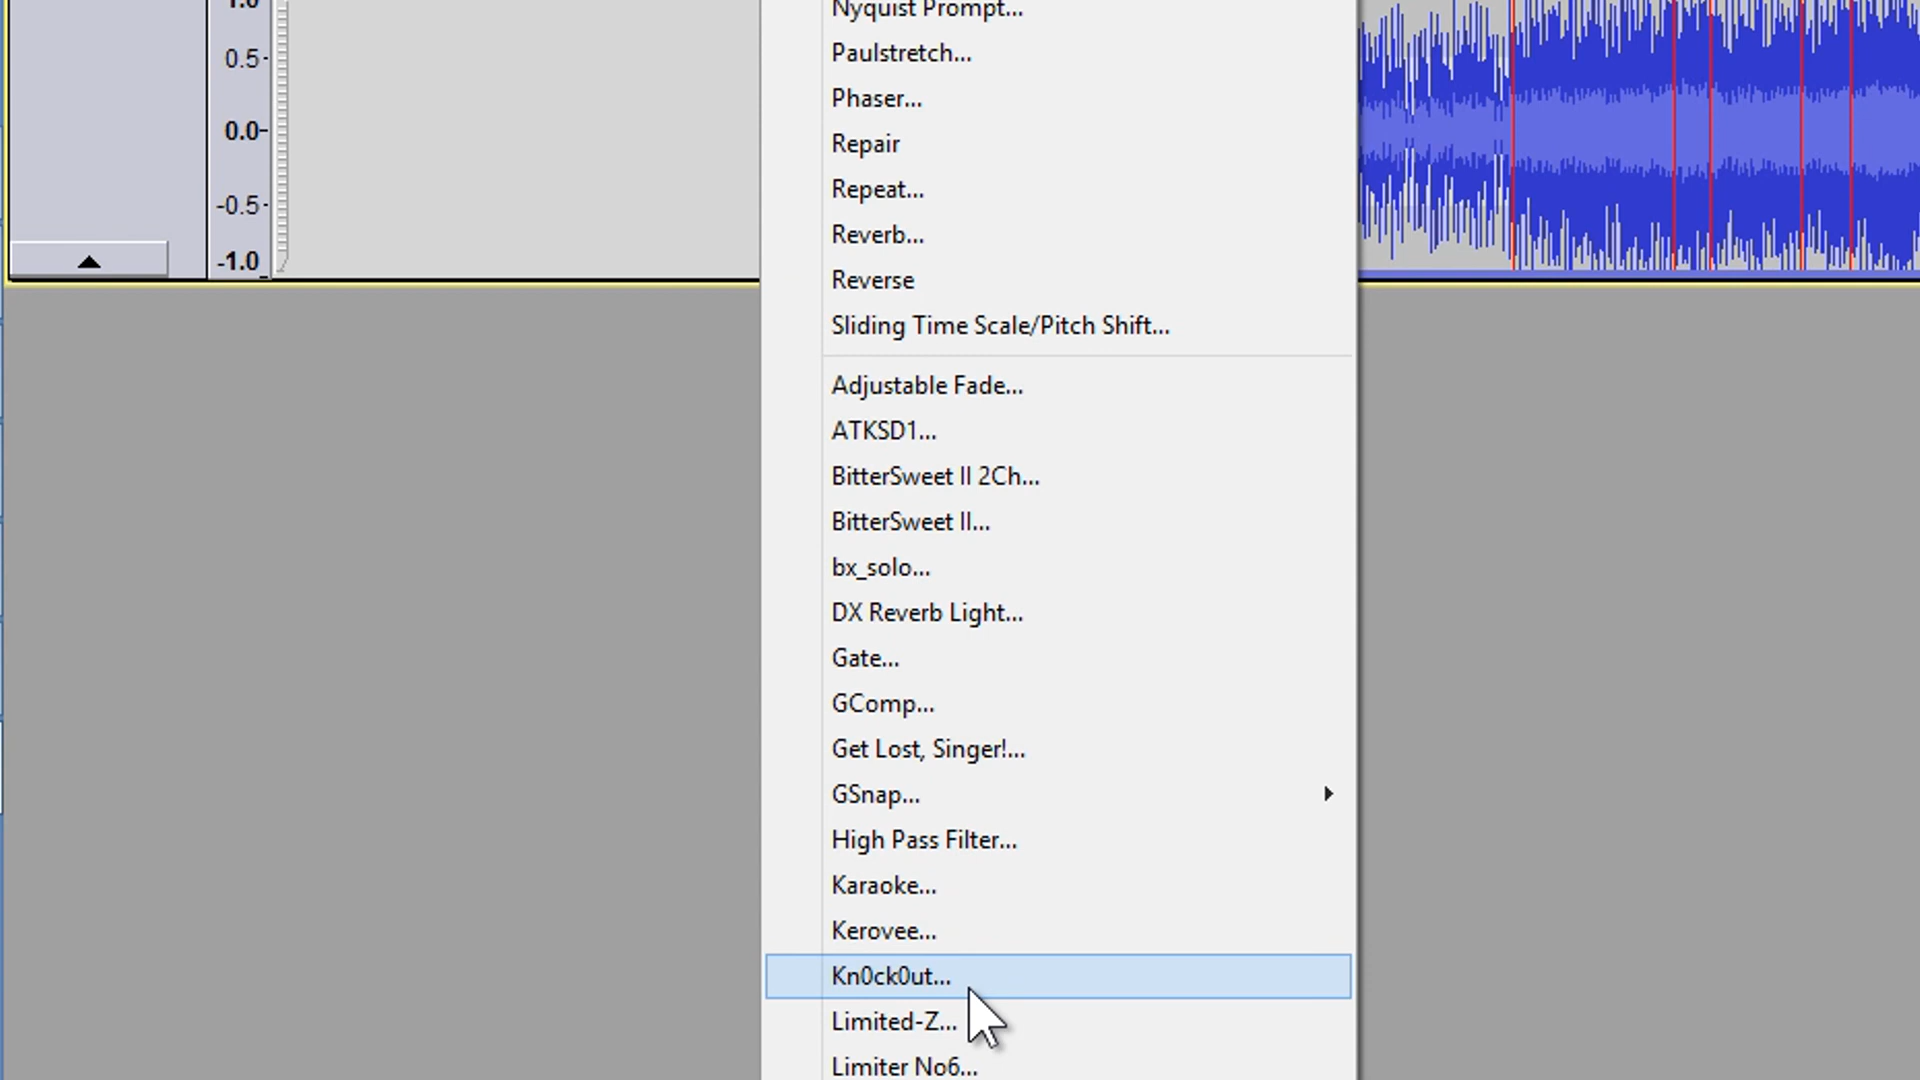 1.0
0.5
0.0
-0.5
-1.0
Nyquist Prompt...
Paulstretch...
Phaser...
Repair
Repeat...
Reverb...
Reverse
Sliding Time Scale/Pitch Shift...
Adjustable Fade...
ATKSD1...
BitterSweet II 2Ch...
BitterSweet II...
bx_solo...
DX Reverb Light...
Gate...
GComp...
Get Lost, Singer!...
GSnap...
High Pass Filter...
Karaoke...
Kerovee...
Kn0ck0ut...
Limited-Z...
Limiter No6...